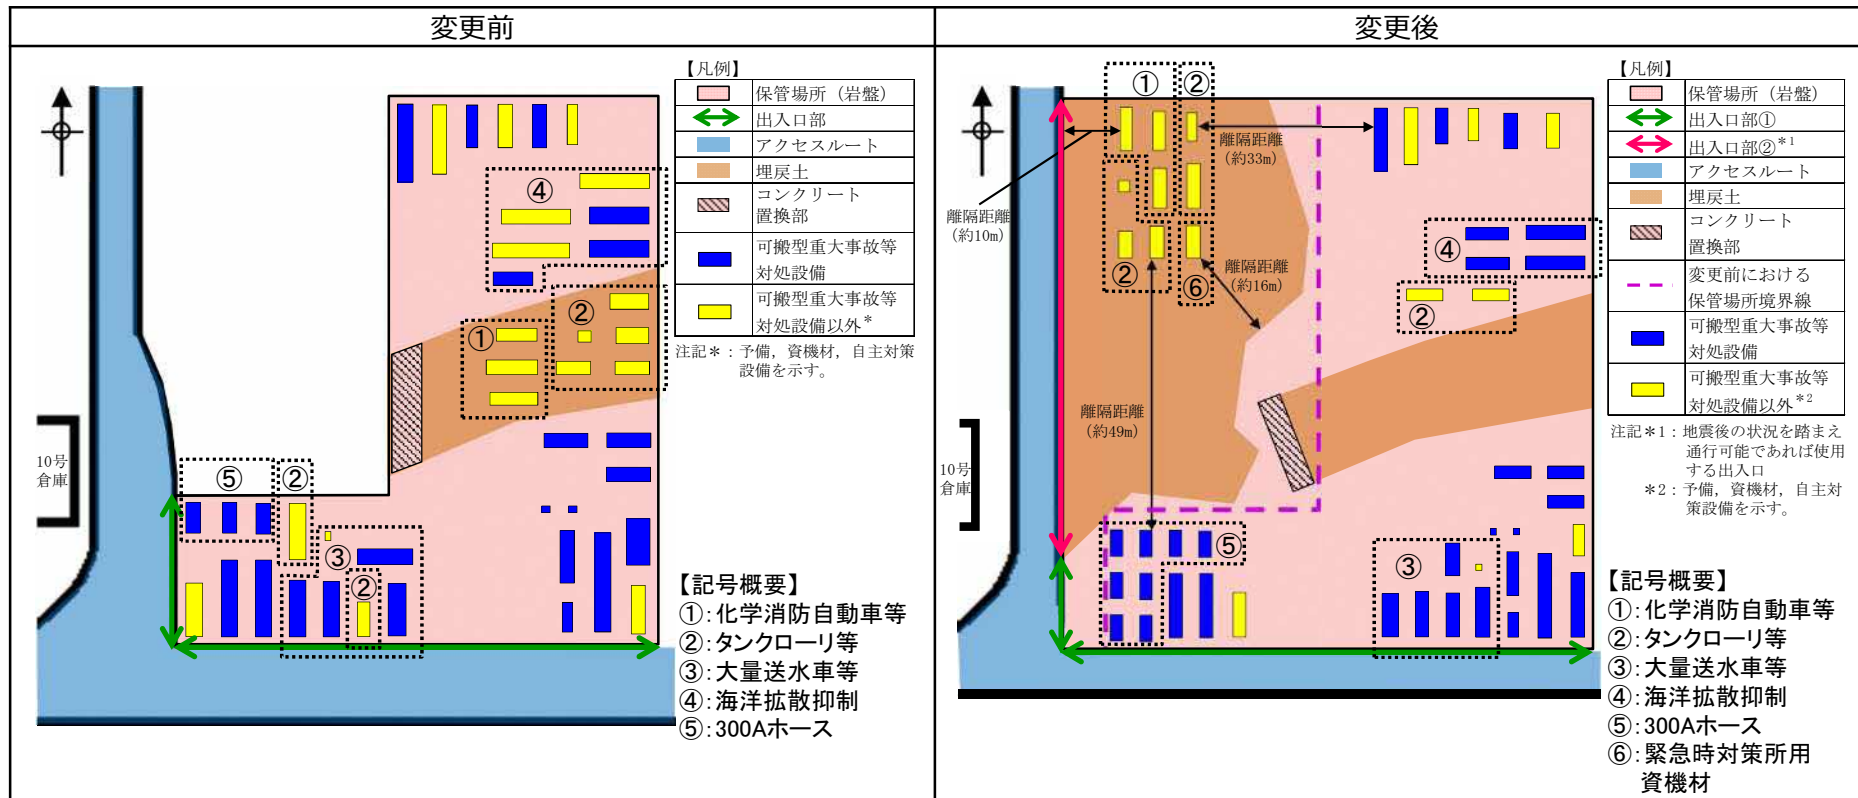 変更前
【凡例】
保管場所（岩盤）
出入口部
アクセスルート
埋戻土
コンクリート
置換部
可搬型重大事故等
対処設備
可搬型重大事故等
対処設備以外*
注記＊：予備，資機材，自主対策
設備を示す。
④
②
①
10号
倉庫
⑤
②
③
②
【記号概要】
①：化学消防自動車等
②：タンクローリ等
③：大量送水車等
④：海洋拡散抑制
⑤：300Aホース
変更後
【凡例】
保管場所（岩盤）
出入口部①
出入口部②*1
アクセスルート
埋戻土
コンクリート
置換部
変更前における
保管場所境界線
可搬型重大事故等
対処設備
可搬型重大事故等
対処設備以外*2
注記＊1：地震後の状況を踏まえ
通行可能であれば使用
する出入口
＊2：予備，資機材，自主対
策設備を示す。
①
②
離隔距離
（約33m）
離隔距離
（約10m）
②
⑥
離隔距離
（約16m）
④
②
離隔距離
（約49m）
10号
倉庫
⑤
③
【記号概要】
①：化学消防自動車等
②：タンクローリ等
③：大量送水車等
④：海洋拡散抑制
⑤：300Aホース
⑥：緊急時対策所用
資機材